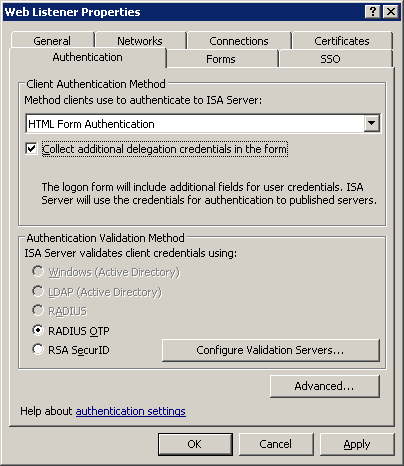 Web Listener Properties
General Networks Connections Certificates
Authentication Forms SSO
Client Authentication Method
Method clients use to authenticate to ISA Server:
HTML Form Authentication
Collect additional delegation credentials in the form
The logon form will include additional fields for user credentials. ISA
Server will use the credentials for authentication to published servers.
Authentication Validation Method
ISA Server validates client credentials using:
Windows (Active Directory)
LDAP (Active Directory)
RADIUS
RADIUS OTP
RSA SecurID Configure Validation Servers...
Advanced...
Help about authentication settings
OK Cancel Apply